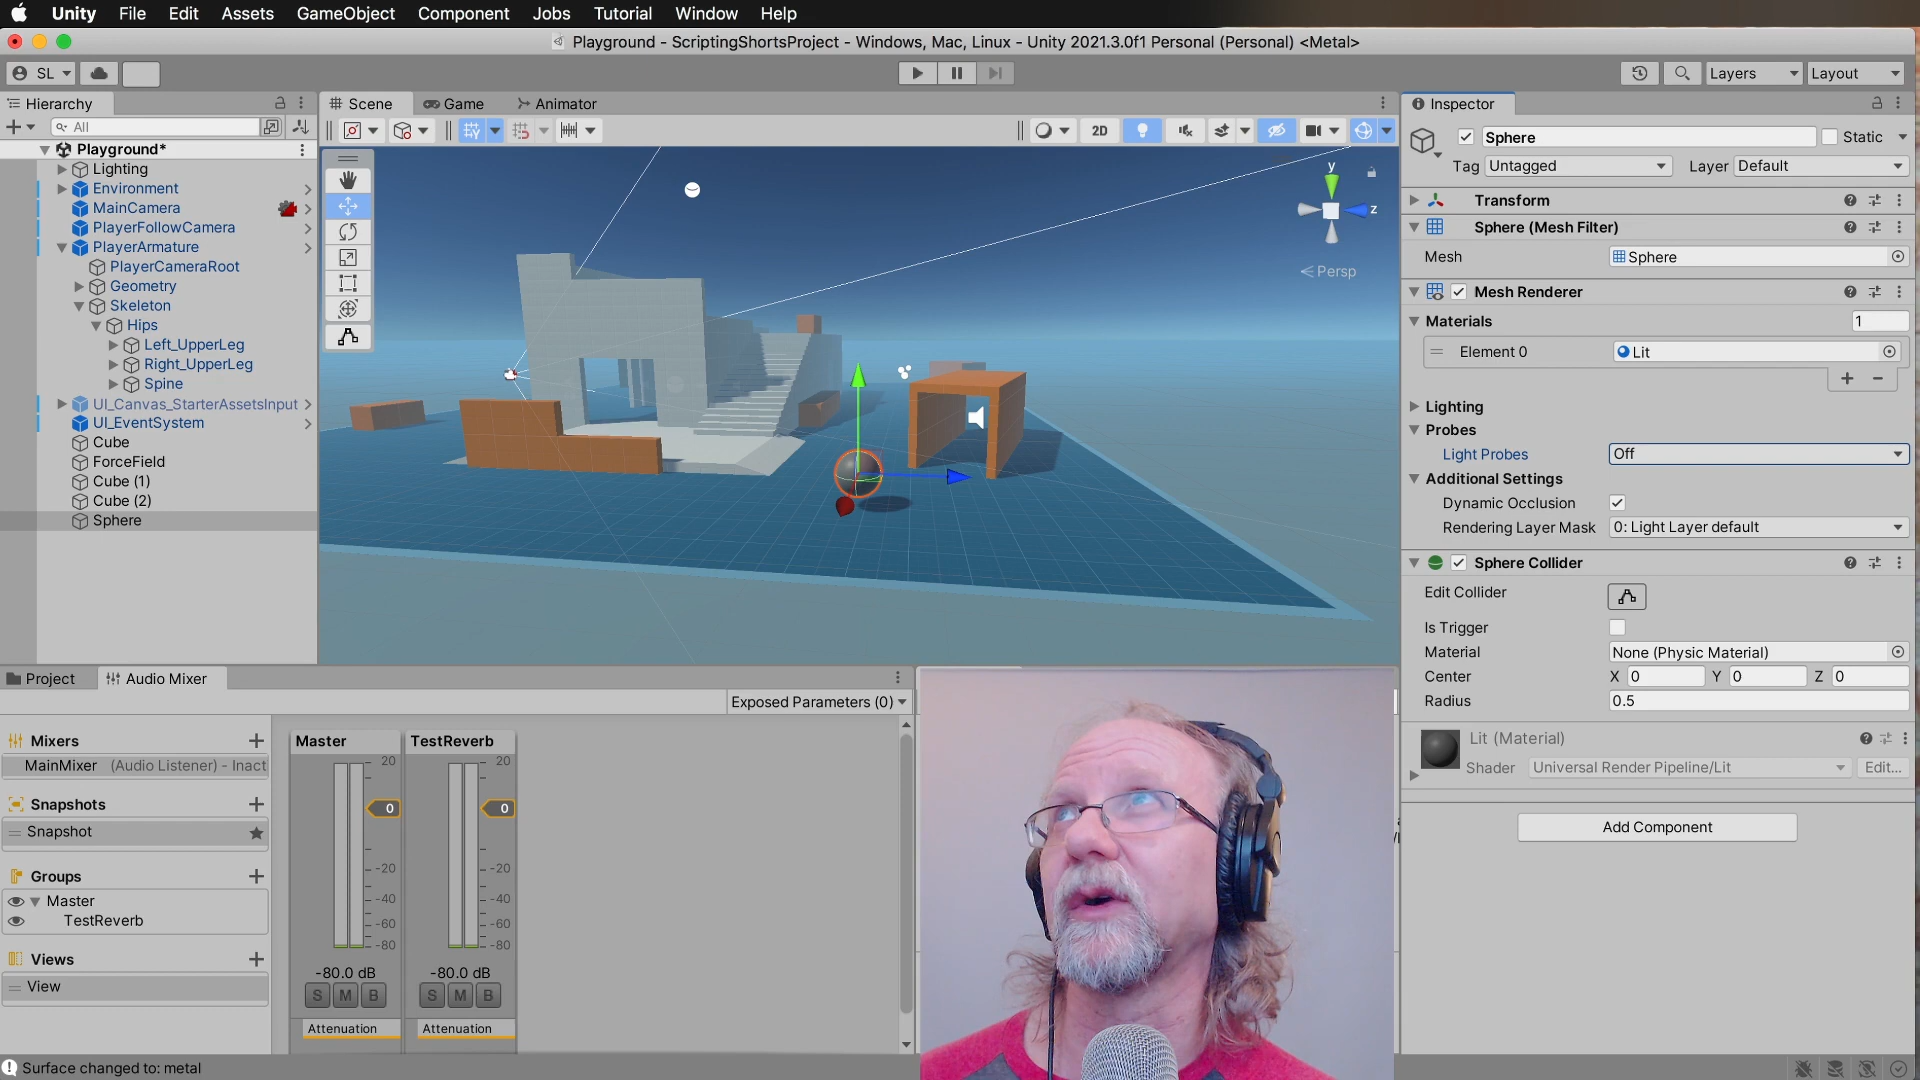 Unity File Edit Assets GameObject Component Jobs Tutorial Window Help
Playground - ScriptingShortsProject - Windows, Mac, Linux - Unity 2021.3.0f1 Personal (Personal) <Metal>
SL
Layers
Layout
Hierarchy
All
Playground*
Lighting
Environment
MainCamera
PlayerFollowCamera
PlayerArmature
PlayerCameraRoot
Geometry
Skeleton
Hips
Left_UpperLeg
Right_UpperLeg
Spine
UI_Canvas_StarterAssetsInput
UI_EventSystem
Cube
ForceField
Cube (1)
Cube (2)
Sphere
Scene Game Animator
2D
y
z
Persp
Inspector
Sphere Static
Tag Untagged Layer Default
Transform
Sphere (Mesh Filter)
Mesh Sphere
Mesh Renderer
Materials 1
Element 0 Lit
+ −
Lighting
Probes
Light Probes Off
Additional Settings
Dynamic Occlusion
Rendering Layer Mask 0: Light Layer default
Sphere Collider
Edit Collider
Is Trigger
Material None (Physic Material)
Center X 0 Y 0 Z 0
Radius 0.5
Lit (Material)
Shader Universal Render Pipeline/Lit Edit...
Add Component
Project Audio Mixer
Exposed Parameters (0)
Mixers +
MainMixer (Audio Listener) - Inact
Snapshots +
Snapshot
Groups +
Master
TestReverb
Views +
View
Master TestReverb
20 20
0 0
-20 -20
-40 -40
-60 -60
-80 -80
-80.0 dB -80.0 dB
S M B S M B
Attenuation Attenuation
Surface changed to: metal